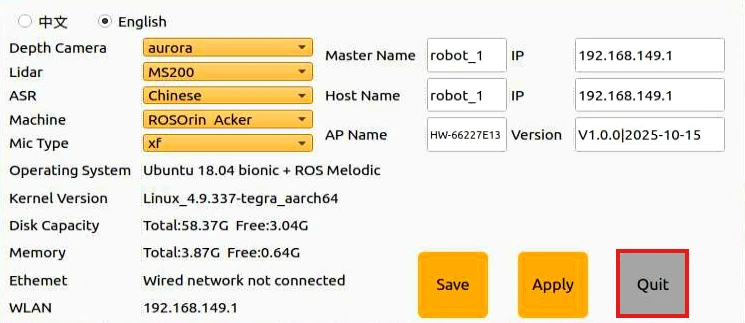 中文 English
Depth Camera aurora
Lidar MS200
ASR Chinese
Machine ROSOrin Acker
Mic Type xf
Master Name robot_1 IP 192.168.149.1
Host Name robot_1 IP 192.168.149.1
AP Name HW-66227E13 Version V1.0.0|2025-10-15
Operating System Ubuntu 18.04 bionic + ROS Melodic
Kernel Version Linux_4.9.337-tegra_aarch64
Disk Capacity Total:58.37G Free:3.04G
Memory Total:3.87G Free:0.64G
Ethemet Wired network not connected
WLAN 192.168.149.1
Save Apply Quit